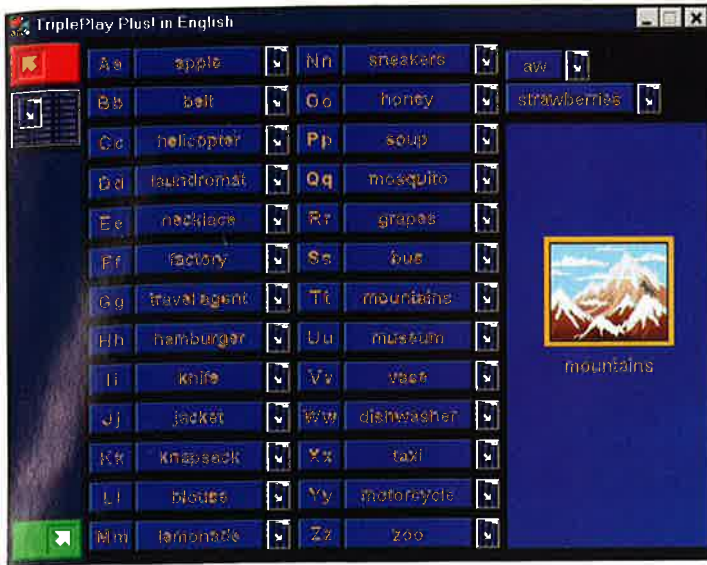 TriplePlay Plus! in English
Aa apple
Bb belt
Cc helicopter
Dd laundromat
Ee necklace
Ff factory
Gg travel agent
Hh hamburger
Ii knife
Jj jacket
Kk knapsack
Ll blouse
Mm lemonade
Nn sneakers
Oo honey
Pp soup
Qq mosquito
Rr grapes
Ss bus
Tt mountains
Uu museum
Vv vase
Ww dishwasher
Xx taxi
Yy motorcycle
Zz zoo
aw
strawberries
mountains